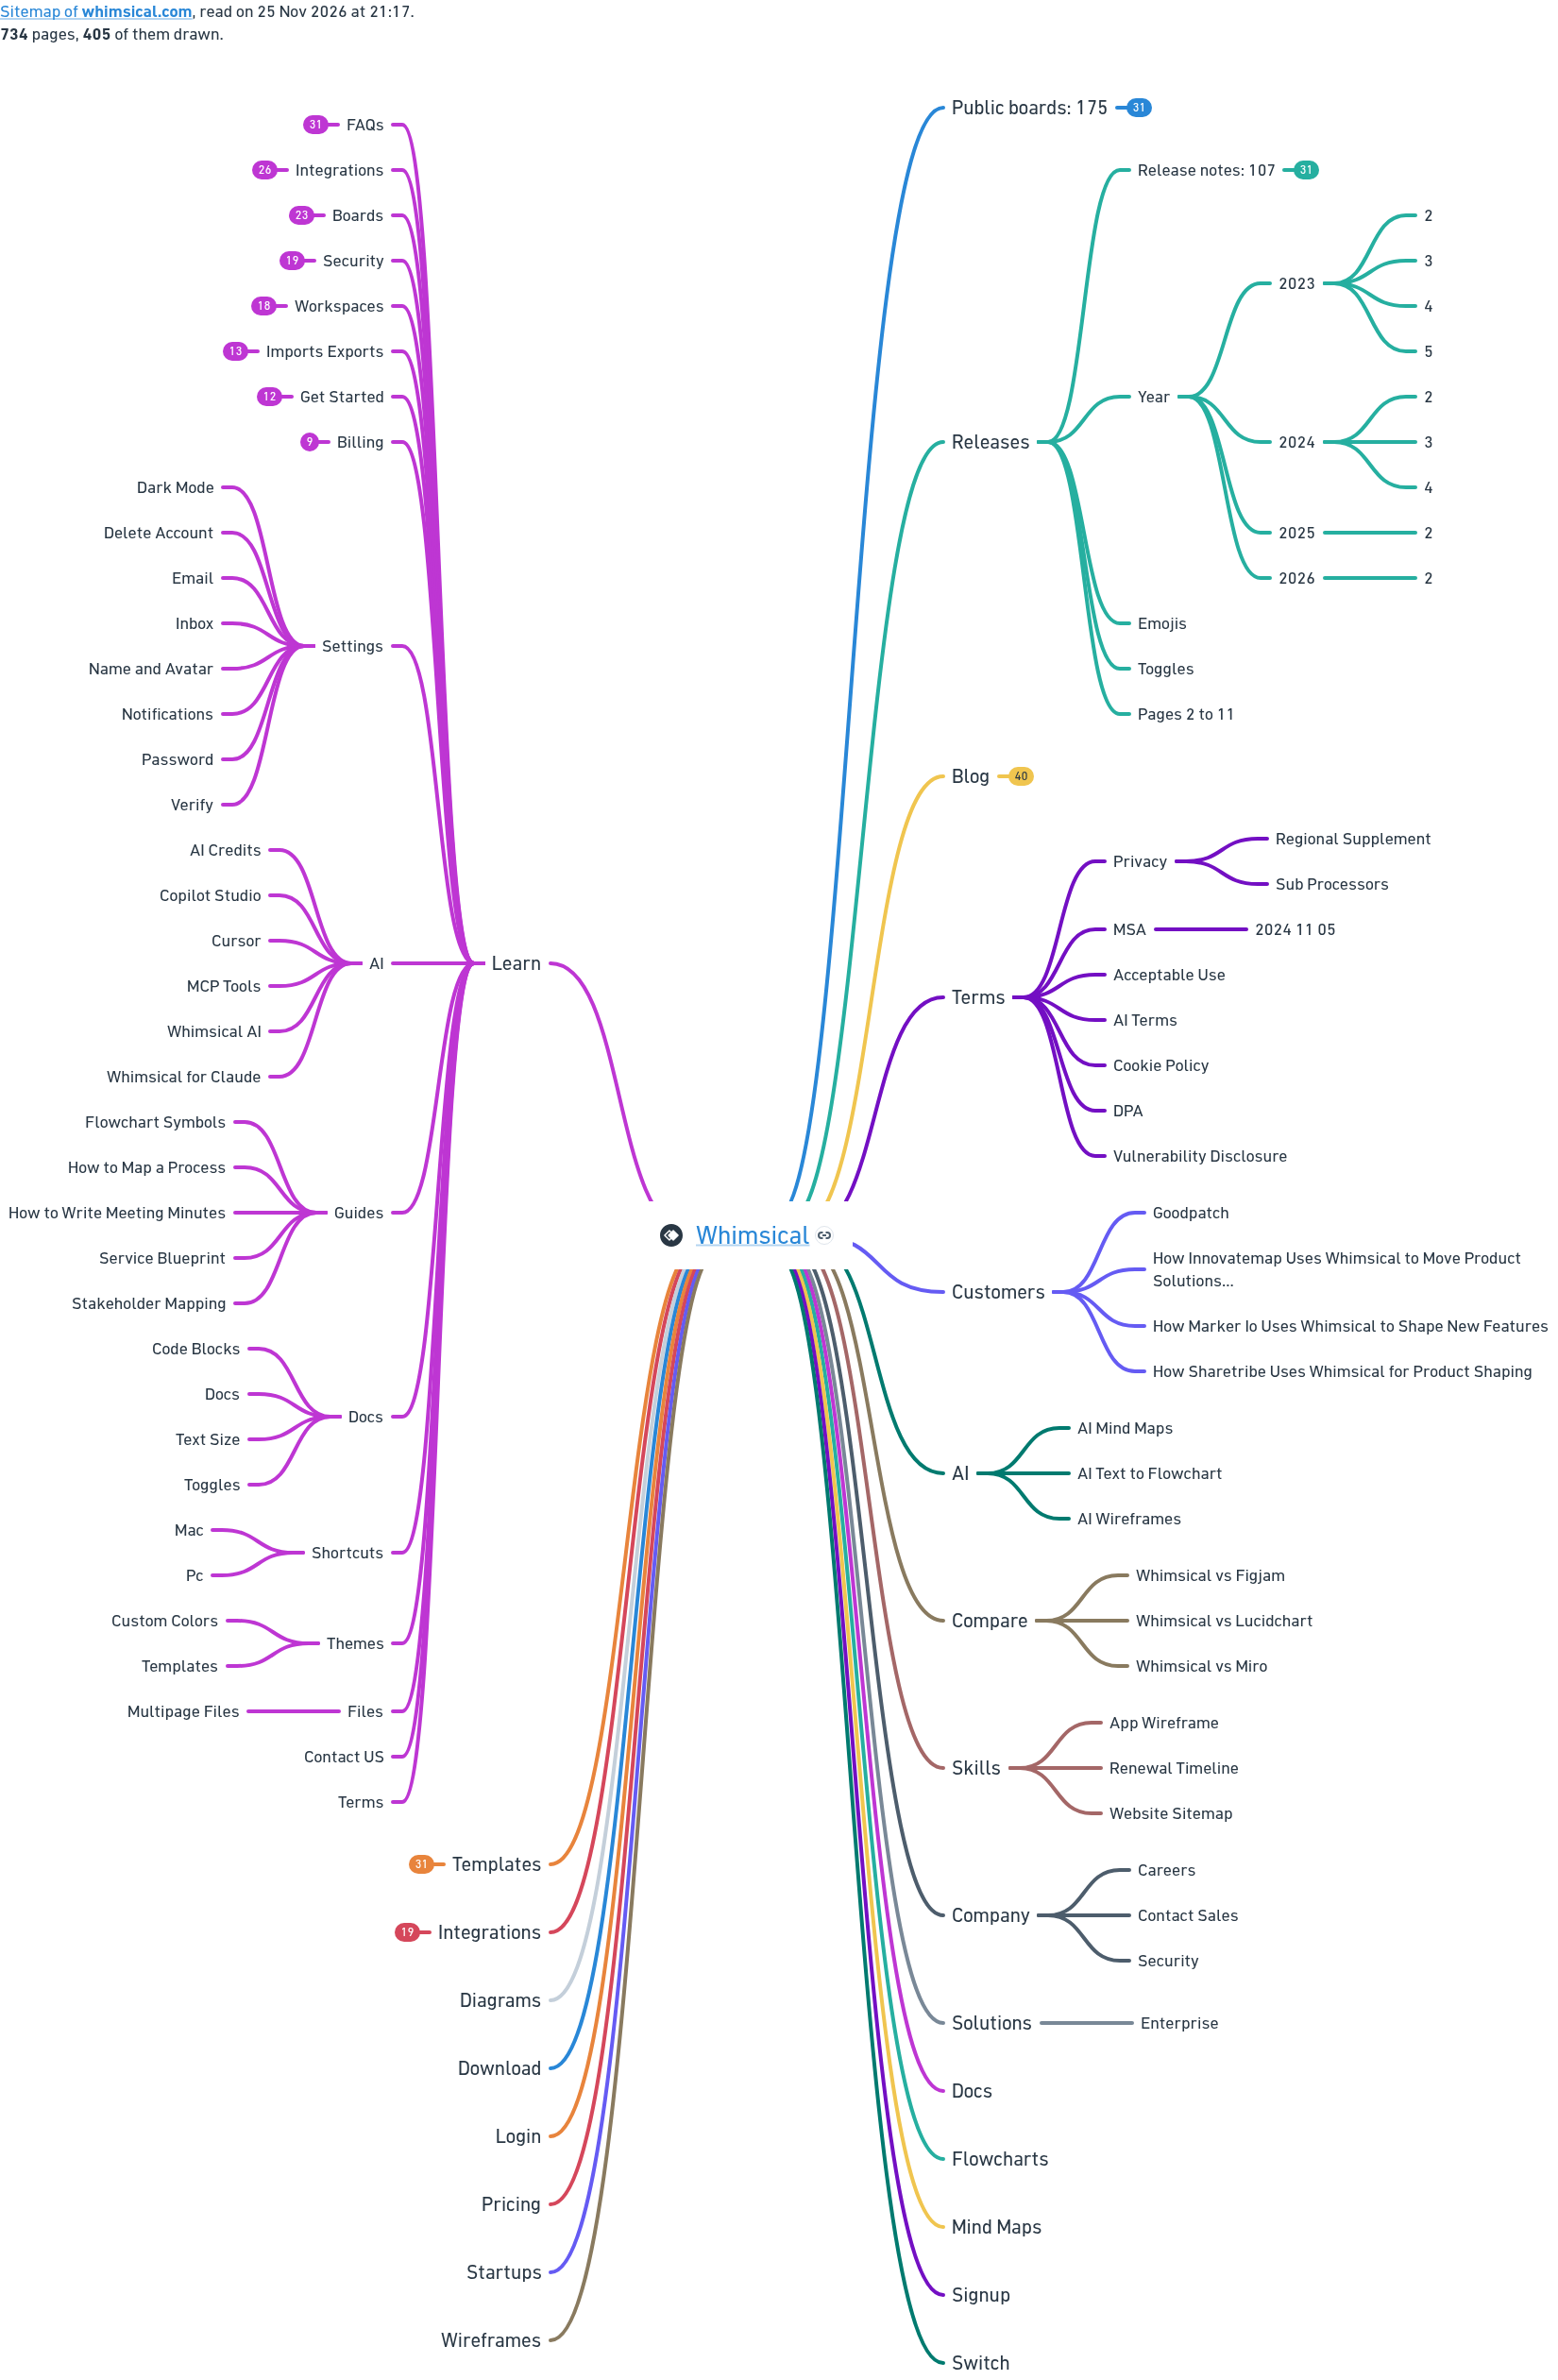 Sitemap of whimsical.com, read on 25 Nov 2026 at 21:17.
734 pages, 405 of them drawn.
Whimsical
Learn
31 FAQs
26 Integrations
23 Boards
19 Security
18 Workspaces
13 Imports Exports
12 Get Started
9 Billing
Settings
Dark Mode
Delete Account
Email
Inbox
Name and Avatar
Notifications
Password
Verify
AI
AI Credits
Copilot Studio
Cursor
MCP Tools
Whimsical AI
Whimsical for Claude
Guides
Flowchart Symbols
How to Map a Process
How to Write Meeting Minutes
Service Blueprint
Stakeholder Mapping
Docs
Code Blocks
Docs
Text Size
Toggles
Shortcuts
Mac
Pc
Themes
Custom Colors
Templates
Files
Multipage Files
Contact US
Terms
31 Templates
19 Integrations
Diagrams
Download
Login
Pricing
Startups
Wireframes
Public boards: 175 31
Releases
Release notes: 107 31
Year
2023
2
3
4
5
2024
2
3
4
2025
2
2026
2
Emojis
Toggles
Pages 2 to 11
Blog 40
Terms
Privacy
Regional Supplement
Sub Processors
MSA
2024 11 05
Acceptable Use
AI Terms
Cookie Policy
DPA
Vulnerability Disclosure
Customers
Goodpatch
How Innovatemap Uses Whimsical to Move Product
Solutions...
How Marker Io Uses Whimsical to Shape New Features
How Sharetribe Uses Whimsical for Product Shaping
AI
AI Mind Maps
AI Text to Flowchart
AI Wireframes
Compare
Whimsical vs Figjam
Whimsical vs Lucidchart
Whimsical vs Miro
Skills
App Wireframe
Renewal Timeline
Website Sitemap
Company
Careers
Contact Sales
Security
Solutions
Enterprise
Docs
Flowcharts
Mind Maps
Signup
Switch